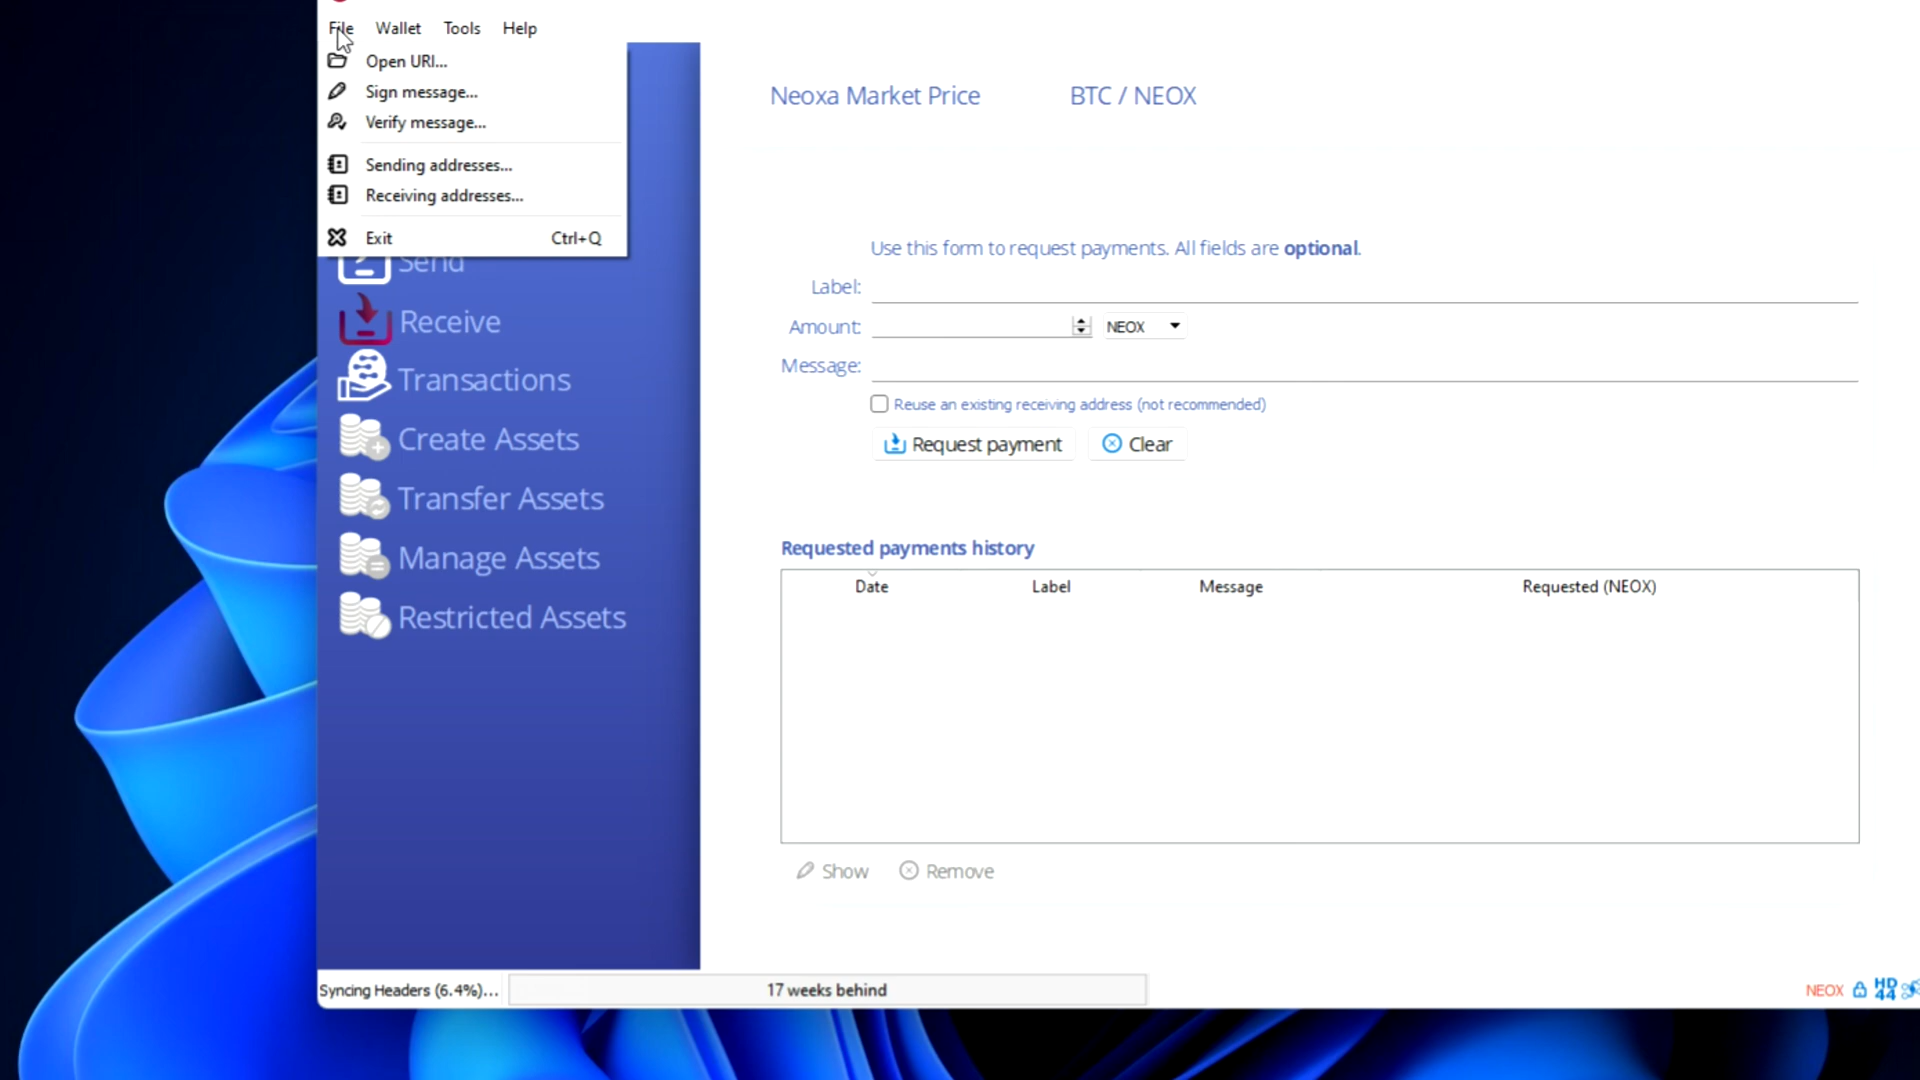 File Wallet Tools Help
Open URI...
Sign message...
Verify message...
Sending addresses...
Receiving addresses...
Exit Ctrl+Q
Send
Receive
Transactions
Create Assets
Transfer Assets
Manage Assets
Restricted Assets
Neoxa Market Price BTC / NEOX
Use this form to request payments. All fields are optional.
Label:
Amount: NEOX
Message:
Reuse an existing receiving address (not recommended)
Request payment Clear
Requested payments history
Date Label Message Requested (NEOX)
Show Remove
Syncing Headers (6.4%)... 17 weeks behind NEOX HD 44